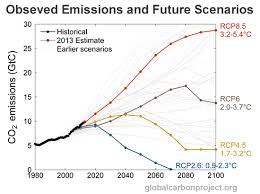 Obseved Emissions and Future Scenarios
Historical
2013 Estimate
Earlier scenarios
RCP8.5
3.2-5.4°C
RCP6
2.0-3.7°C
RCP4.5
1.7-3.2°C
RCP2.6: 0.9-2.3°C
CO₂ emissions (GtC)
30
25
20
15
10
5
0
1980 2000 2020 2040 2060 2080 2100
globalcarbonproject.org